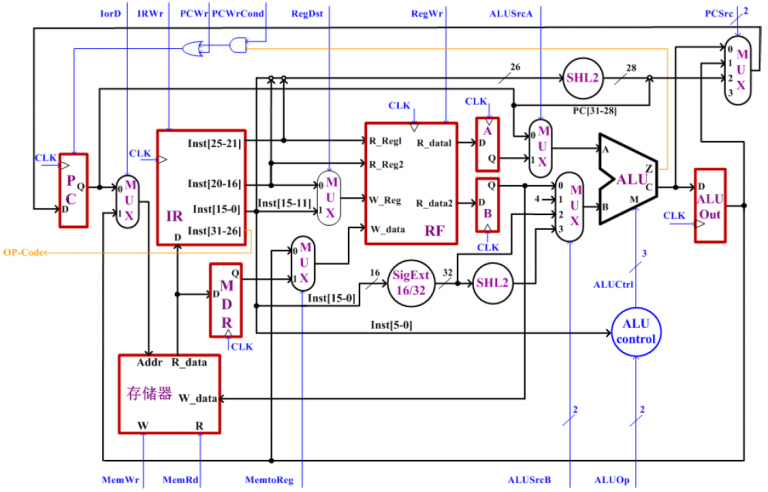 IorD IRWr PCWr PCWrCond RegDst RegWr ALUSrcA PCSrc
2
26 SHL2 28
0
1
2
3
MUX
PC[31-28]
CLK
CLK
CLK
CLK
CLK
PC
Q
D
0
1
MUX
Inst[25-21]
Inst[20-16]
Inst[15-0]
Inst[31-26]
IR
D
[15-11]
0
1
MUX
R_Reg1
R_Reg2
W_Reg
W_data
R_data1
R_data2
RF
A
D
Q
Q
B
D
CLK
0
1
MUX
4
0
1
2
3
MUX
A
B
ALU
Z
C
M
D
ALU
Out
CLK
OP-Code
MDR
Q
D
CLK
0
1
MUX
16
SigExt
16/32
32
SHL2
Inst[15-0]
Inst[5-0]
3
ALUCtrl
ALU
control
Addr R_data
存储器
W_data
W R
2
2
MemWr MemRd MemtoReg ALUSrcB ALUOp